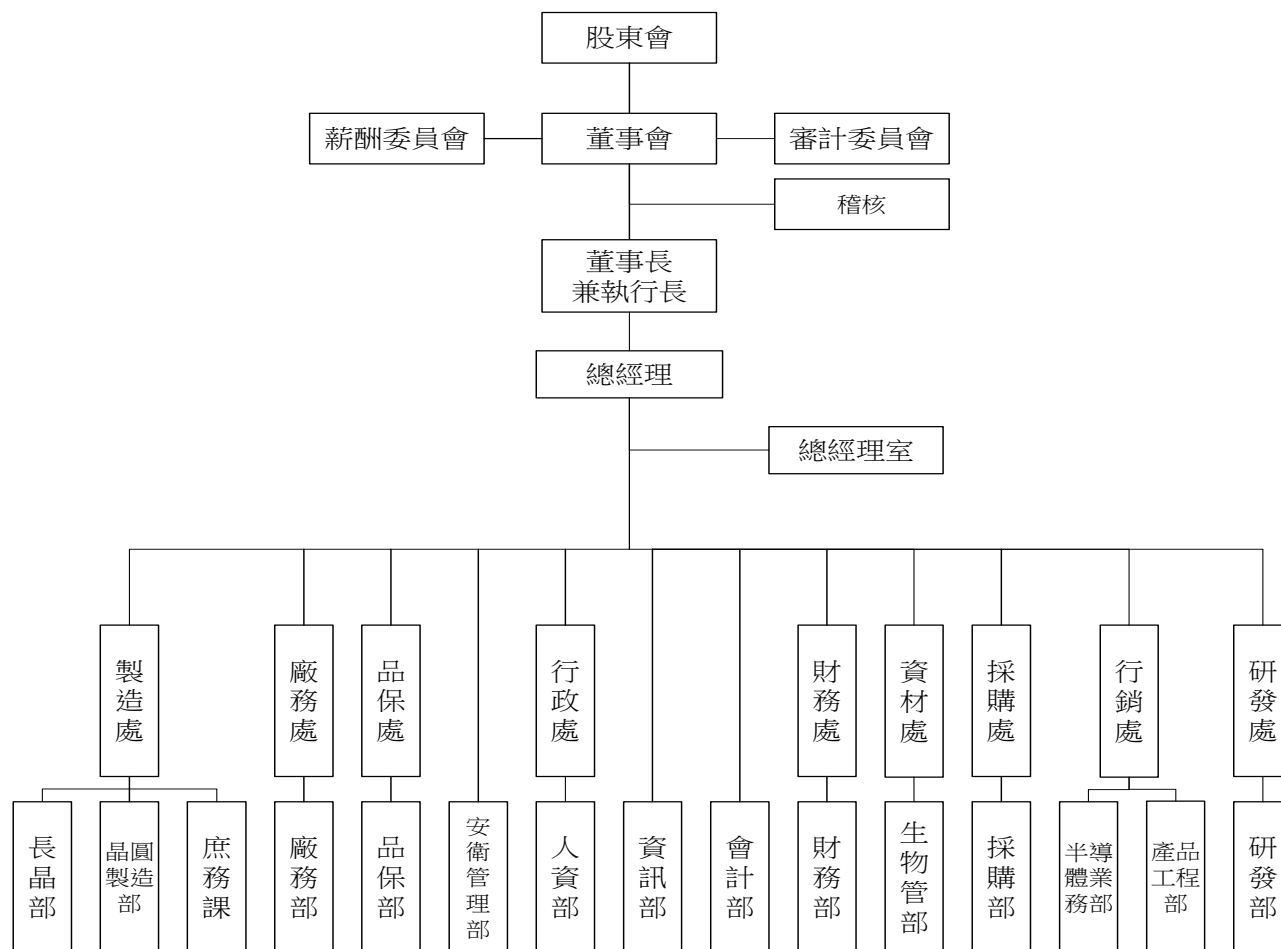 股東會
薪酬委員會
董事會
審計委員會
稽核
董事長
兼執行長
總經理
總經理室
製造處
廠務處
品保處
行政處
財務處
資材處
採購處
行銷處
研發處
長晶部
晶圓
製造
部
庶務課
廠務部
品保部
安衛管理部
人資部
資訊部
會計部
財務部
生物管部
採購部
半導
體業
務部
產品
工程
部
研發部